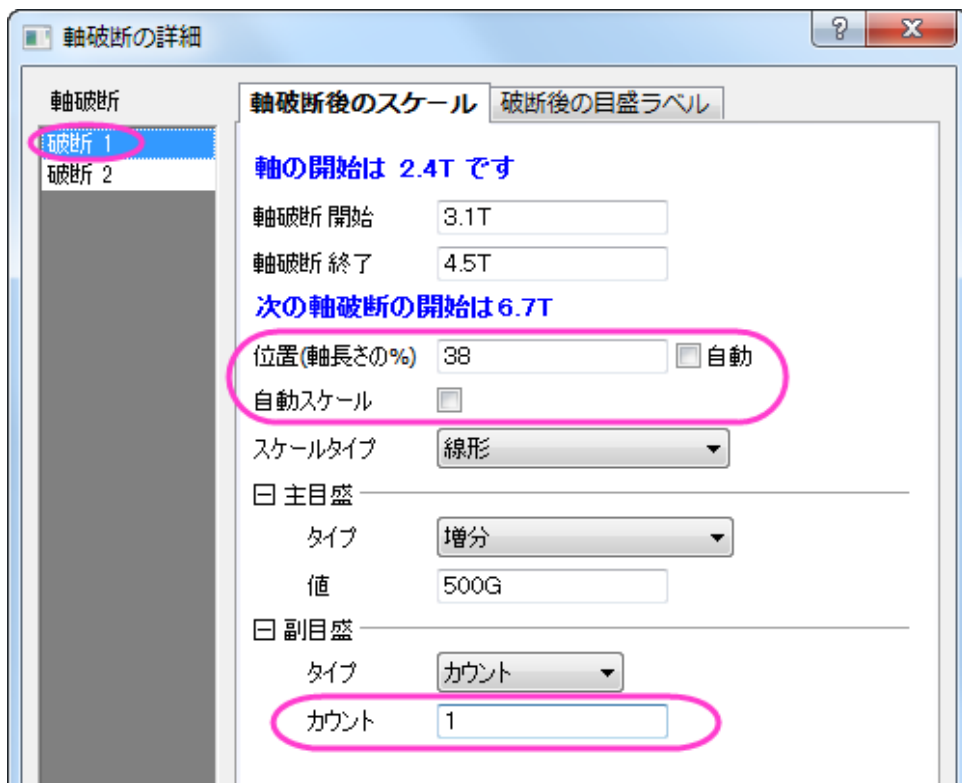 軸破断の詳細
軸破断
破断 1
破断 2
軸破断後のスケール 破断後の目盛ラベル
軸の開始は 2.4T です
軸破断 開始 3.1T
軸破断 終了 4.5T
次の軸破断の開始は6.7T
位置(軸長さの%) 38 自動
自動スケール
スケールタイプ 線形
主目盛
タイプ 増分
値 500G
副目盛
タイプ カウント
カウント 1